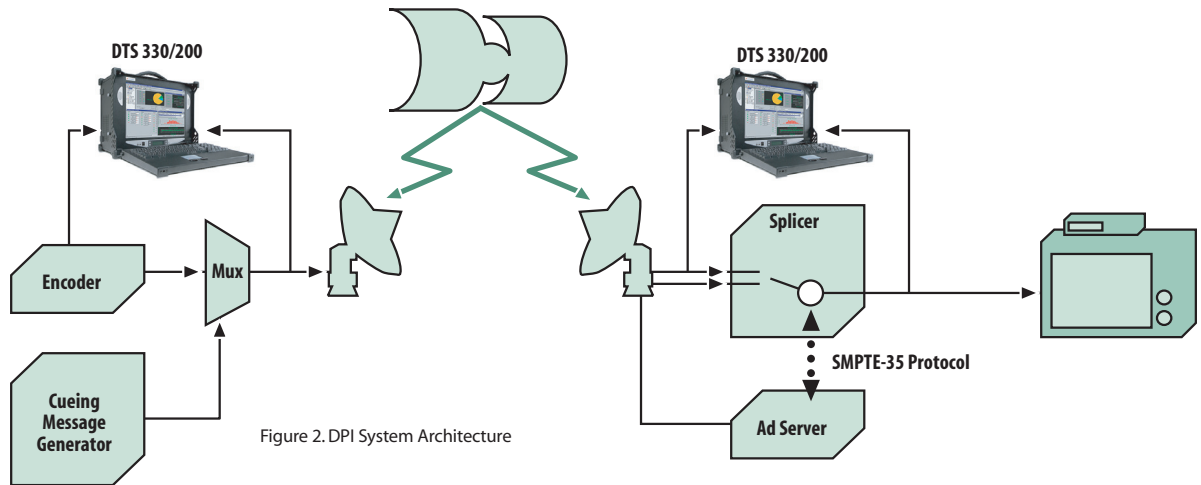 DTS 330/200
DTS 330/200
Splicer
Encoder
Mux
SMPTE-35 Protocol
Cueing
Message
Generator
Ad Server
Figure 2. DPI System Architecture